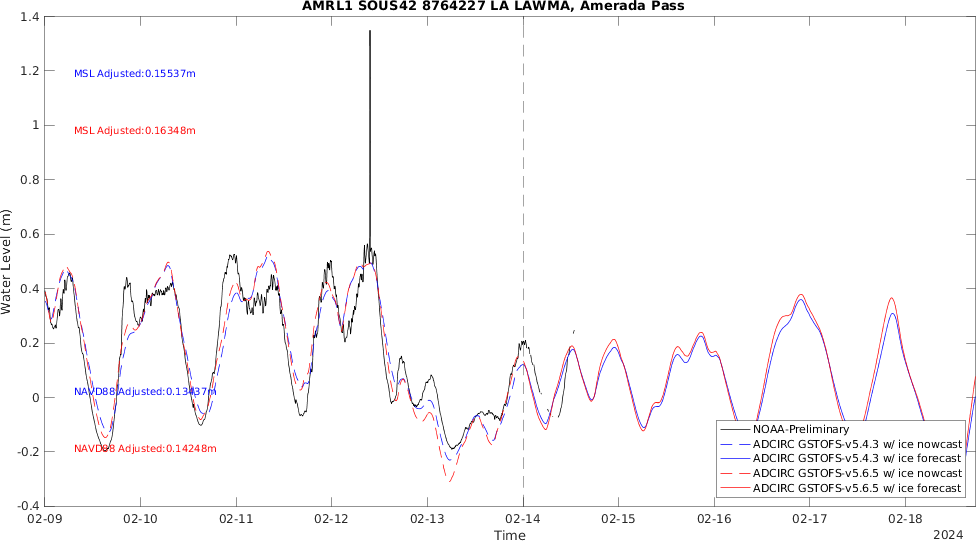 AMRL1 SOUS42 8764227 LA LAWMA, Amerada Pass
1.4
1.2
1
0.8
0.6
0.4
0.2
0
-0.2
-0.4
Water Level (m)
MSL Adjusted:0.15537m
MSL Adjusted:0.16348m
NAVD88 Adjusted:0.13437m
NAVD88 Adjusted:0.14248m
NOAA-Preliminary
ADCIRC GSTOFS-v5.4.3 w/ ice nowcast
ADCIRC GSTOFS-v5.4.3 w/ ice forecast
ADCIRC GSTOFS-v5.6.5 w/ ice nowcast
ADCIRC GSTOFS-v5.6.5 w/ ice forecast
02-09 02-10 02-11 02-12 02-13 02-14 02-15 02-16 02-17 02-18
Time
2024